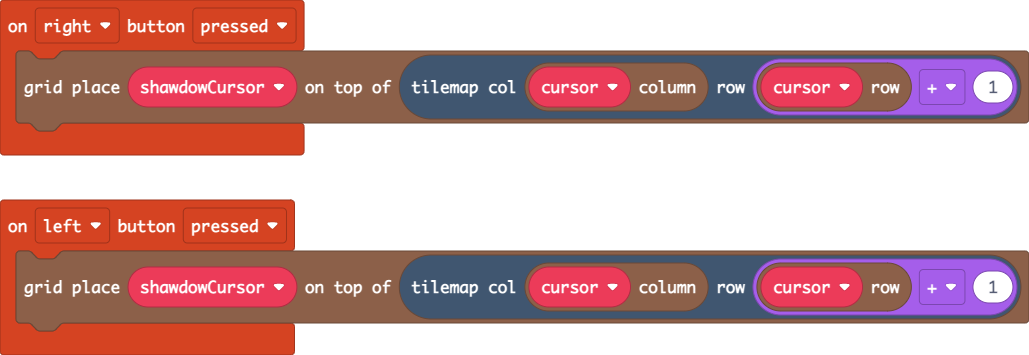 on right button pressed
grid place shawdowCursor on top of tilemap col cursor column row cursor row + 1
on left button pressed
grid place shawdowCursor on top of tilemap col cursor column row cursor row + 1